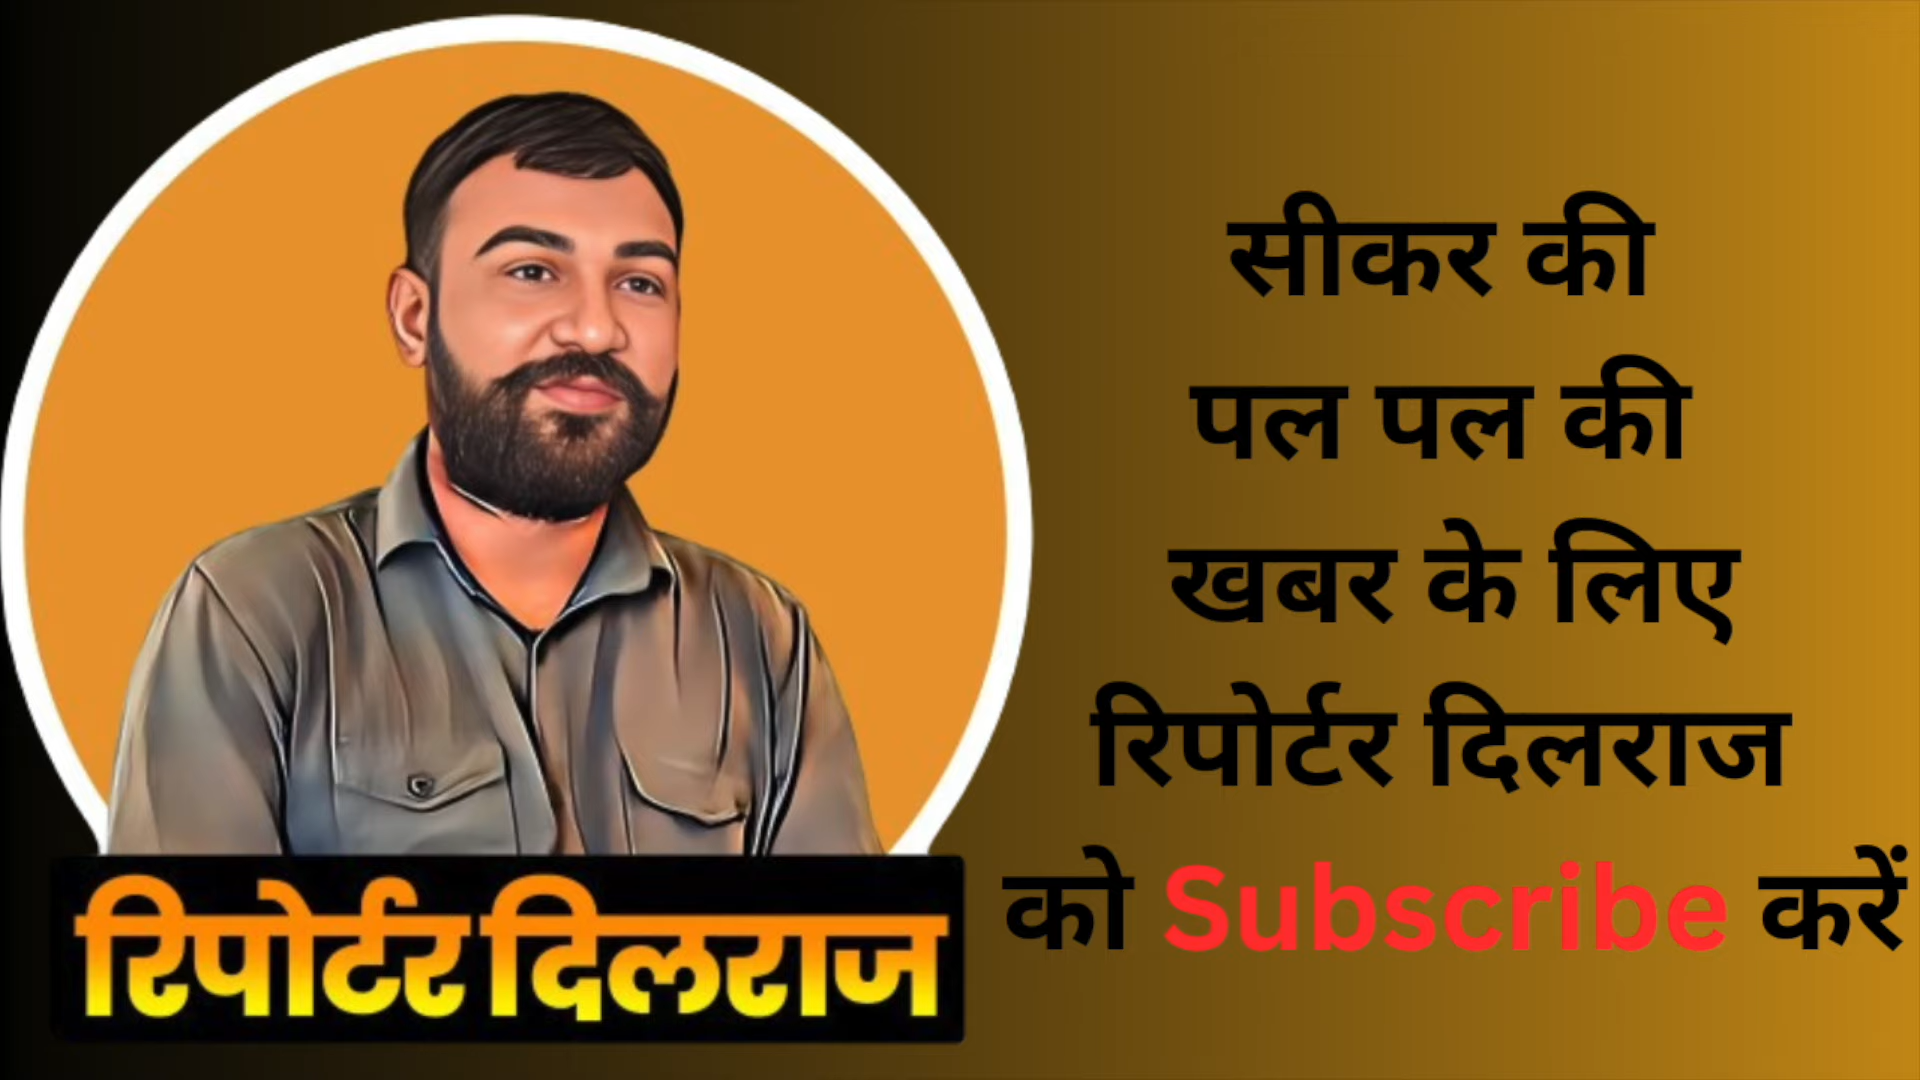 सीकर की
पल पल की
खबर के लिए
रिपोर्टर दिलराज
को Subscribe करें
रिपोर्टर दिलराज